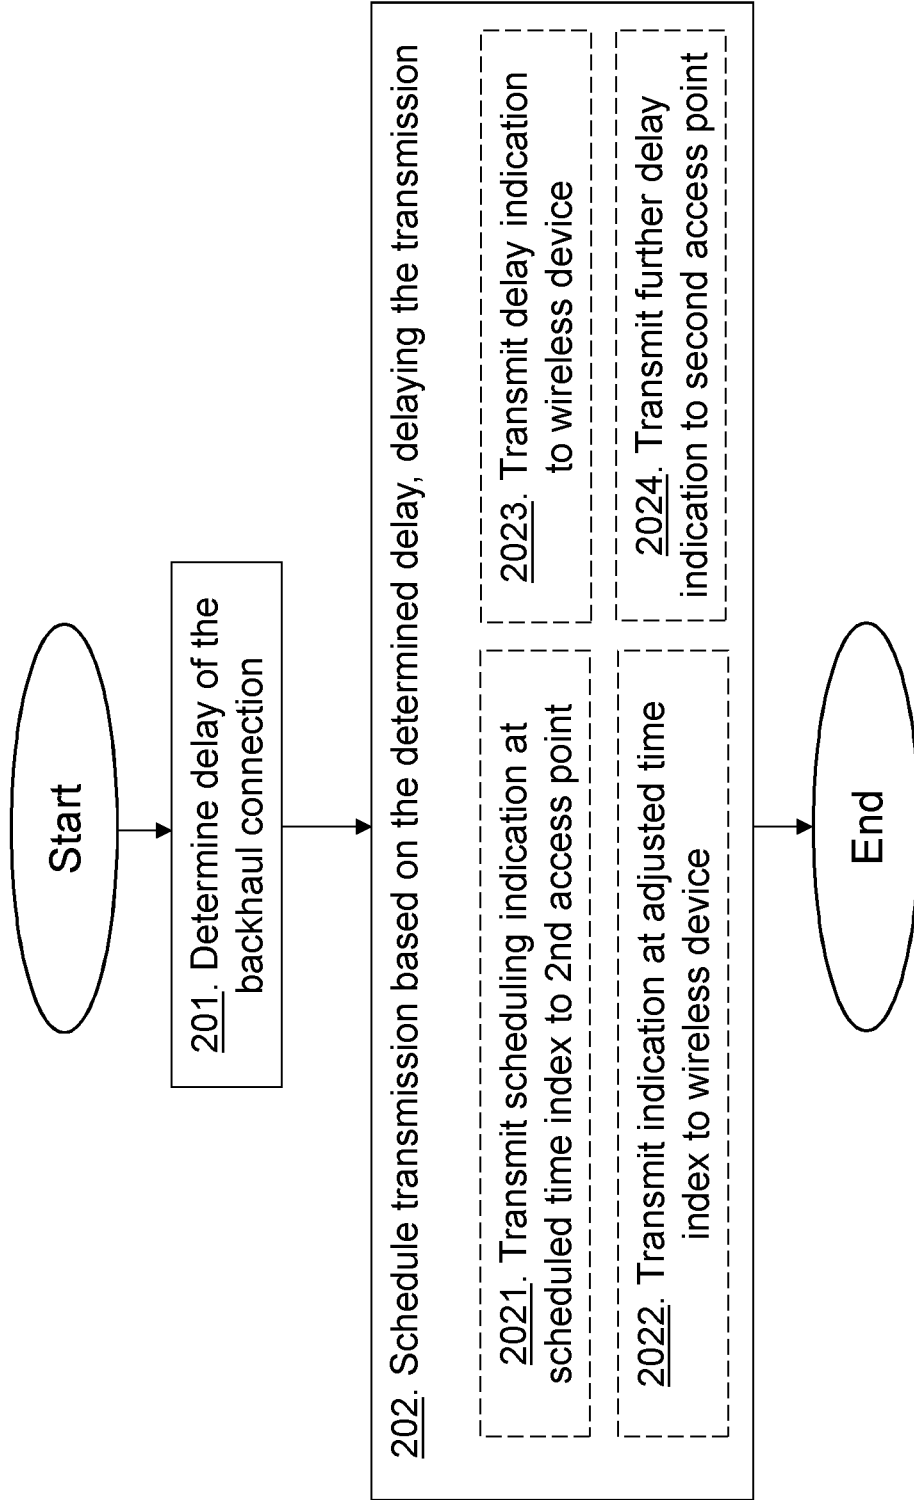 Start
201. Determine delay of the
backhaul connection
202. Schedule transmission based on the determined delay, delaying the transmission
2021. Transmit scheduling indication at
scheduled time index to 2nd access point
2022. Transmit indication at adjusted time
index to wireless device
2023. Transmit delay indication
to wireless device
2024. Transmit further delay
indication to second access point
End